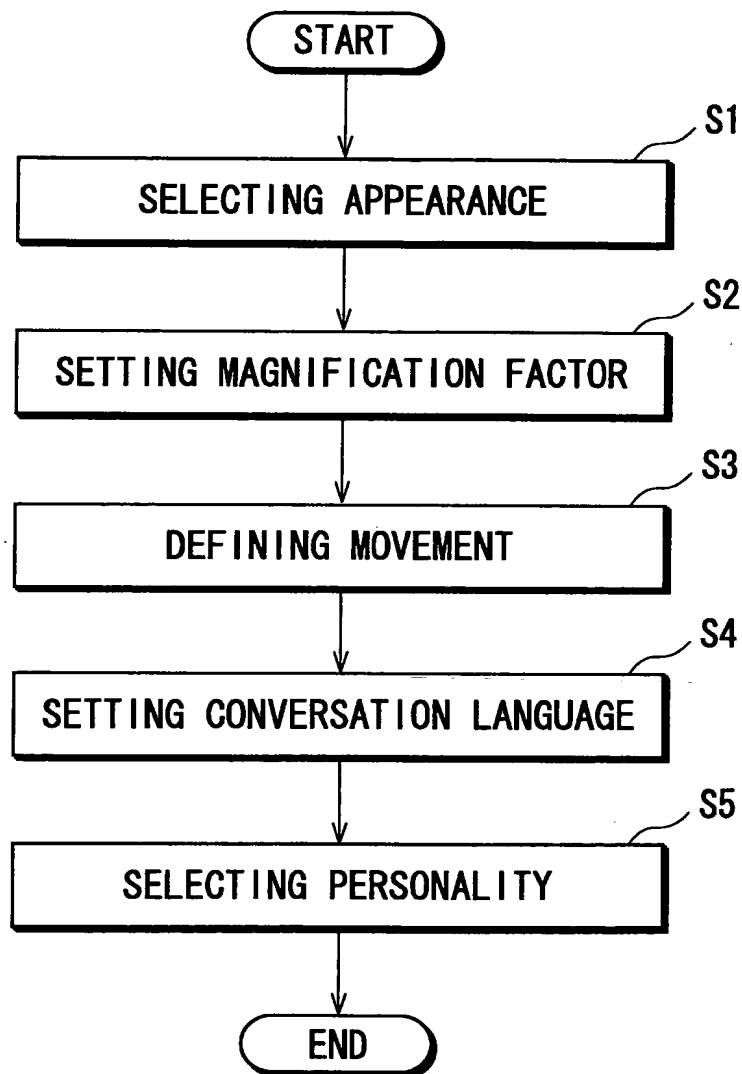 START
S1
SELECTING APPEARANCE
S2
SETTING MAGNIFICATION FACTOR
S3
DEFINING MOVEMENT
S4
SETTING CONVERSATION LANGUAGE
S5
SELECTING PERSONALITY
END